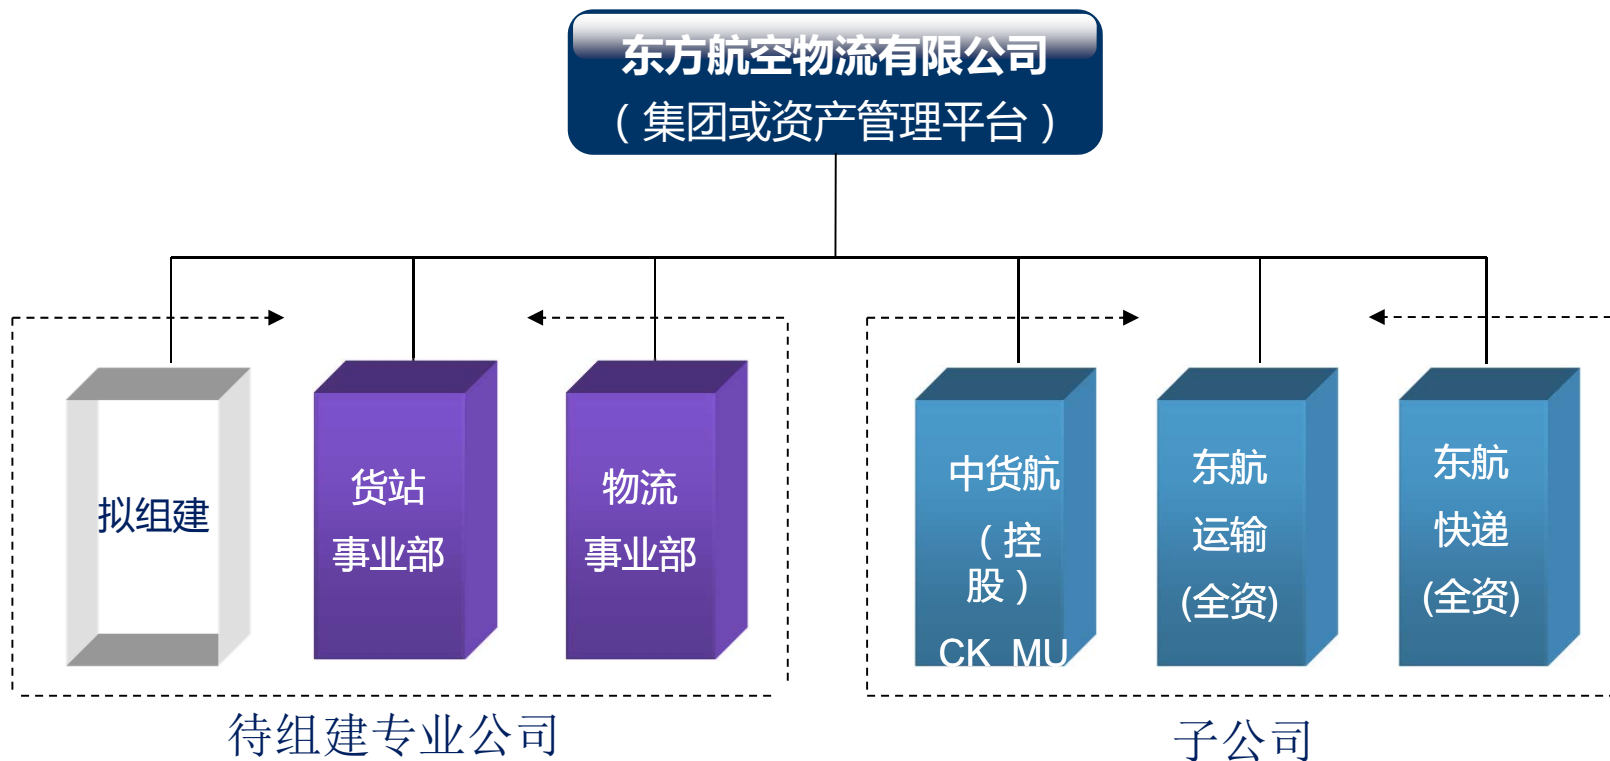 东方航空物流有限公司
（集团或资产管理平台）
拟组建
货站
事业部
物流
事业部
中货航
（控
股）
CK MU
东航
运输
(全资)
东航
快递
(全资)
待组建专业公司
子公司